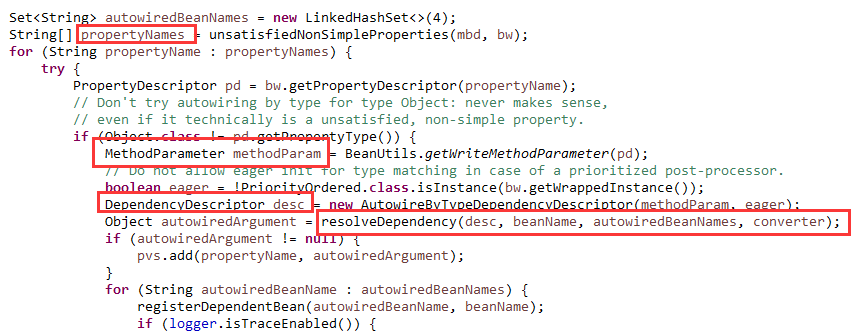 Set<String> autowiredBeanNames = new LinkedHashSet<>(4);
String[] propertyNames = unsatisfiedNonSimpleProperties(mbd, bw);
for (String propertyName : propertyNames) {
try {
PropertyDescriptor pd = bw.getPropertyDescriptor(propertyName);
// Don't try autowiring by type for type Object: never makes sense,
// even if it technically is a unsatisfied, non-simple property.
if (Object.class != pd.getPropertyType()) {
MethodParameter methodParam = BeanUtils.getWriteMethodParameter(pd);
// Do not allow eager init for type matching in case of a prioritized post-processor.
boolean eager = !PriorityOrdered.class.isInstance(bw.getWrappedInstance());
DependencyDescriptor desc = new AutowireByTypeDependencyDescriptor(methodParam, eager);
Object autowiredArgument = resolveDependency(desc, beanName, autowiredBeanNames, converter);
if (autowiredArgument != null) {
pvs.add(propertyName, autowiredArgument);
}
for (String autowiredBeanName : autowiredBeanNames) {
registerDependentBean(autowiredBeanName, beanName);
if (logger.isTraceEnabled()) {